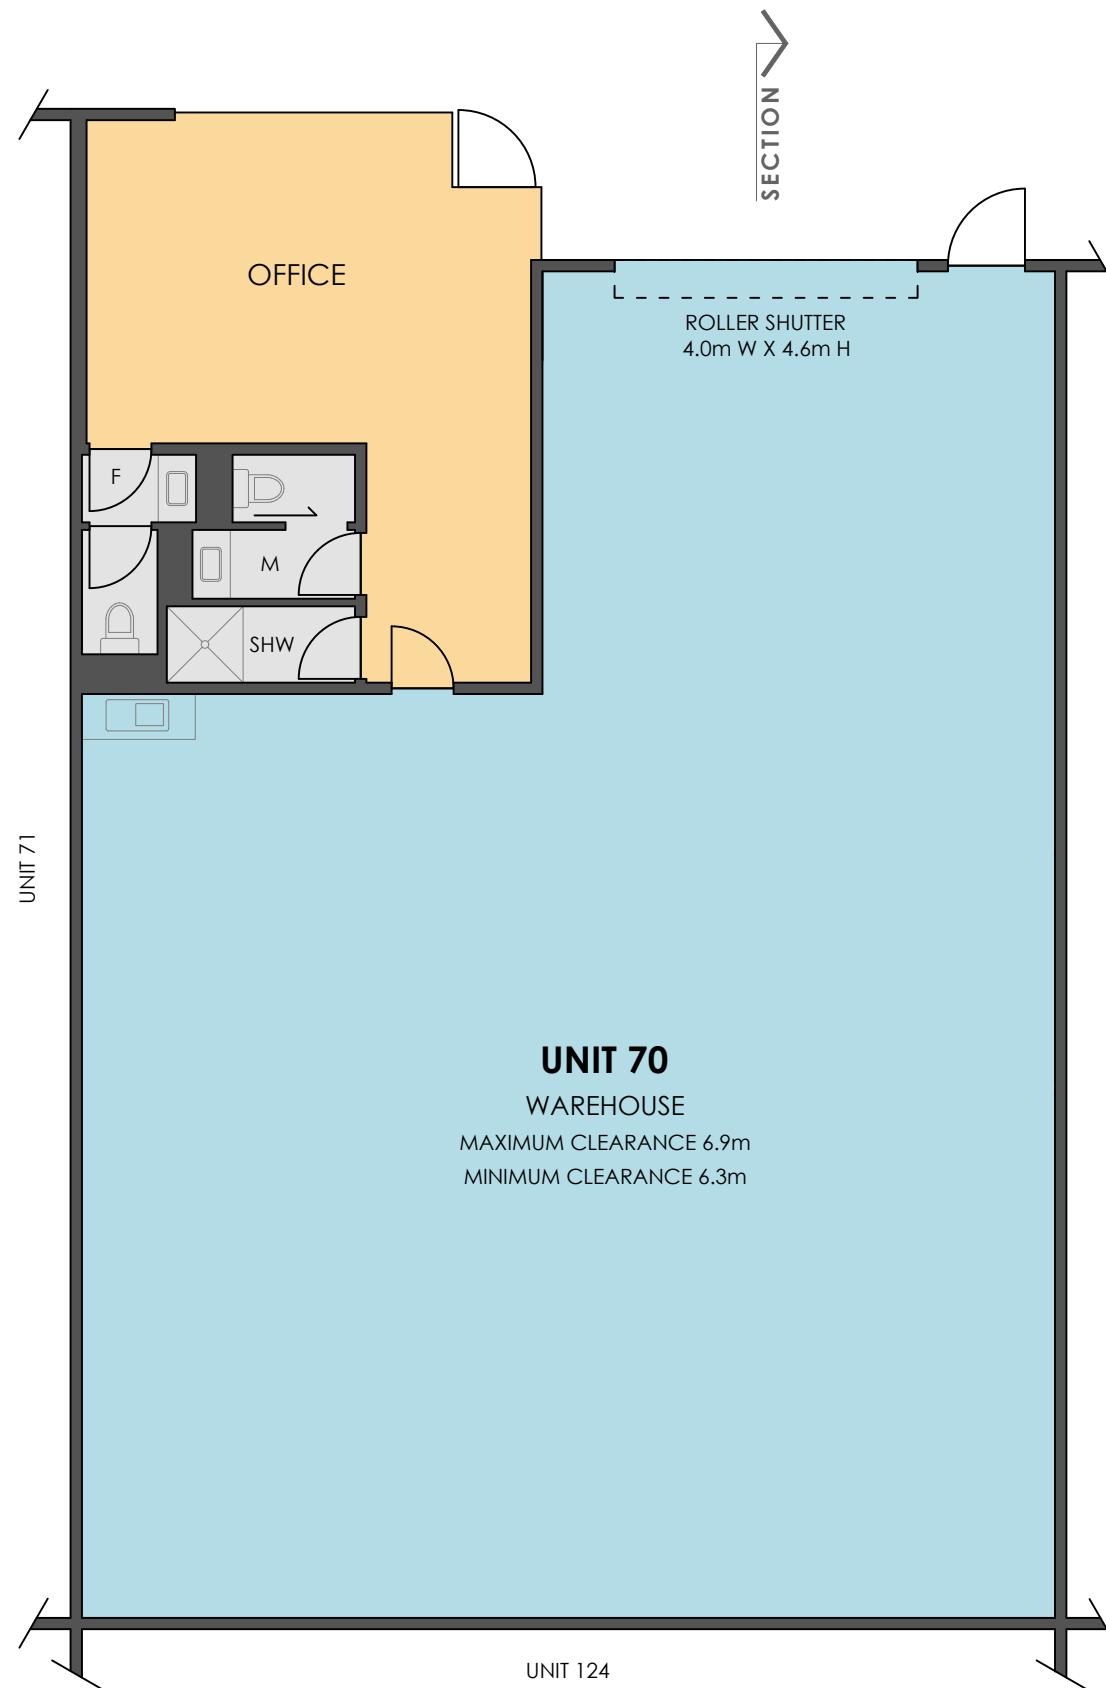 SECTION
OFFICE
ROLLER SHUTTER
4.0m W X 4.6m H
F
M
SHW
UNIT 71
UNIT 70
WAREHOUSE
MAXIMUM CLEARANCE 6.9m
MINIMUM CLEARANCE 6.3m
UNIT 124